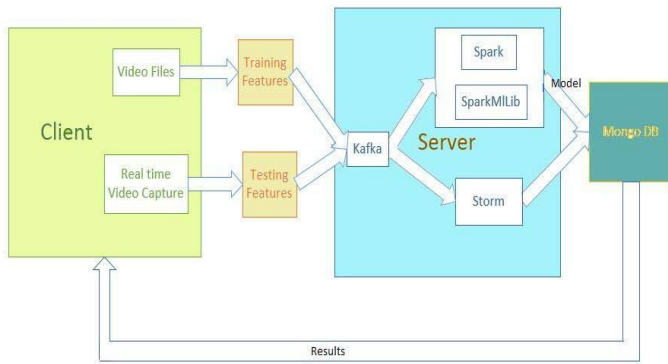 Client
Video Files
Real time
Video Capture
Training
Features
Testing
Features
Kafka
Server
Spark
SparkMlLib
Storm
Model
Mongo DB
Results